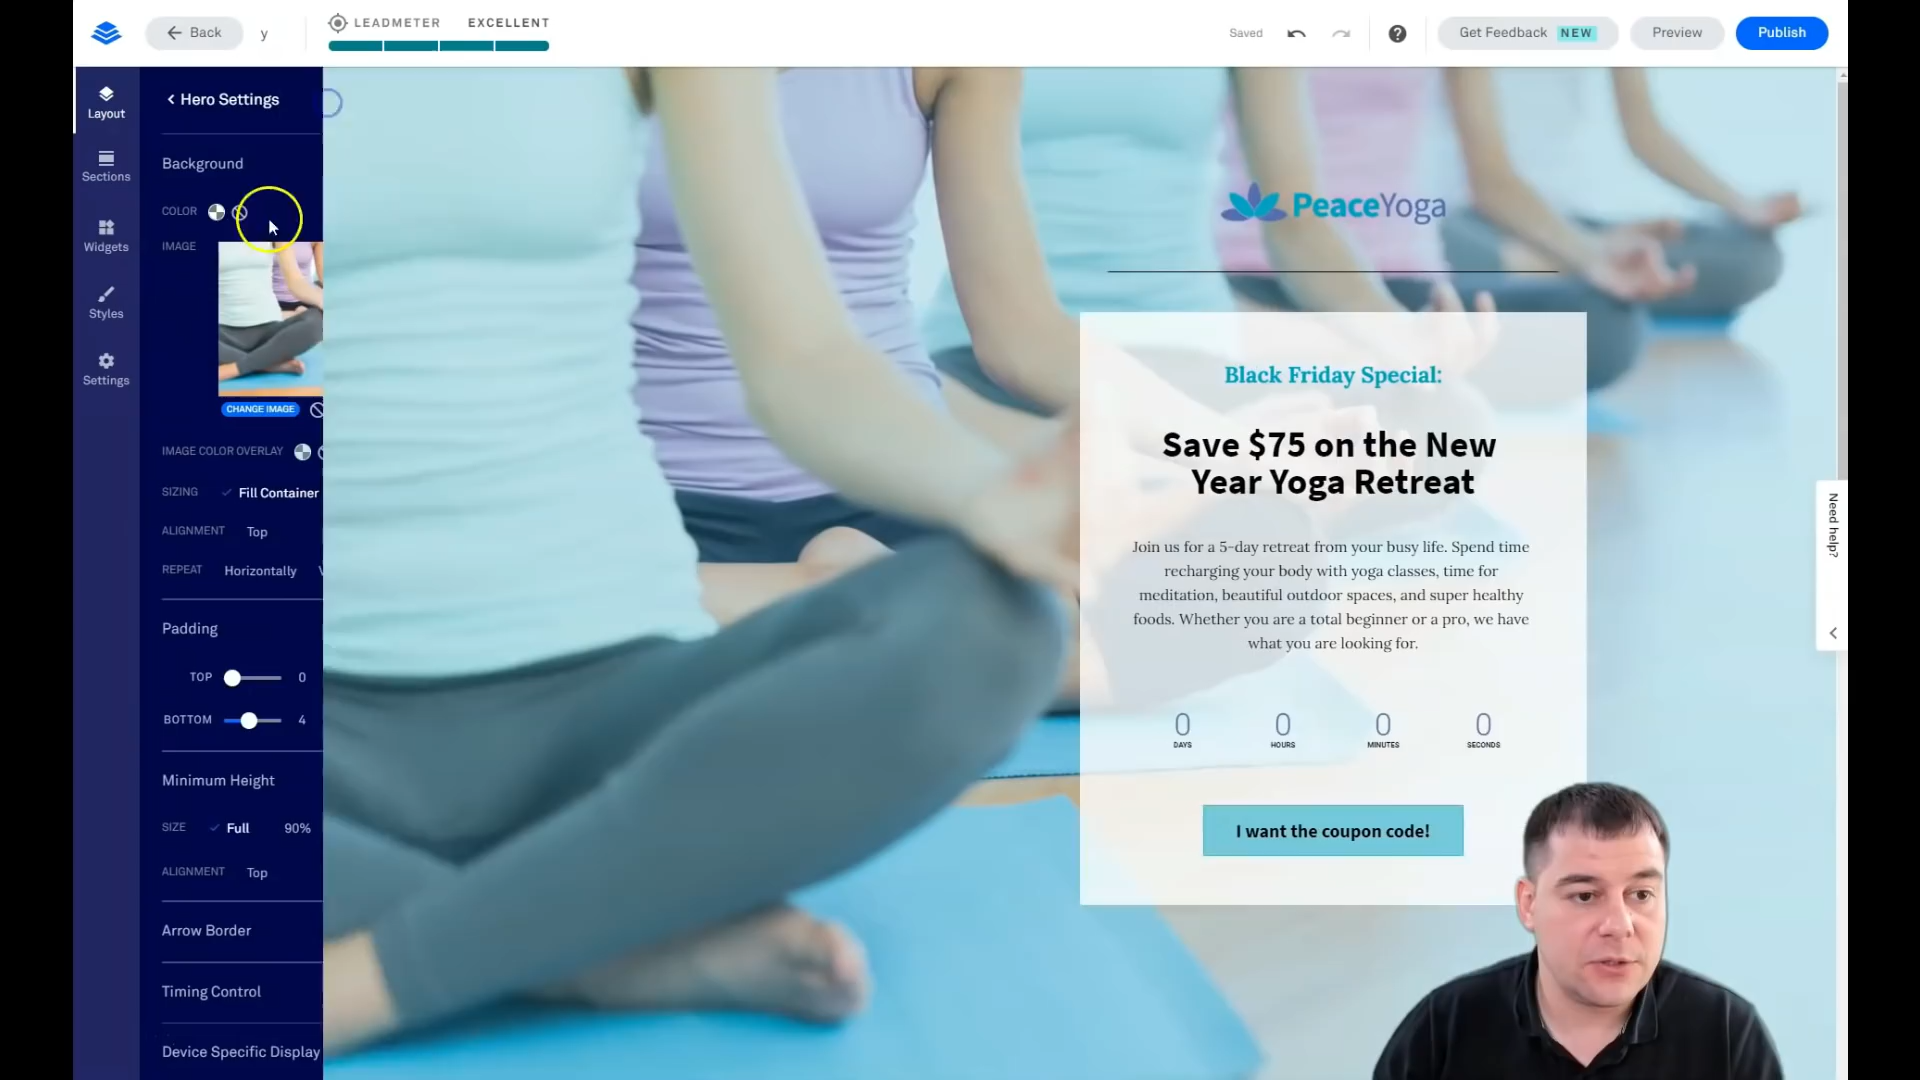 Back
y
LEADMETER EXCELLENT
Saved
Get Feedback NEW
Preview
Publish
Layout
Sections
Widgets
Styles
Settings
Hero Settings
Background
COLOR
IMAGE
CHANGE IMAGE
IMAGE COLOR OVERLAY
SIZING Fill Container
ALIGNMENT Top
REPEAT Horizontally
Padding
TOP 0
BOTTOM 4
Minimum Height
SIZE Full 90%
ALIGNMENT Top
Arrow Border
Timing Control
Device Specific Display
PeaceYoga
Black Friday Special:
Save $75 on the New
Year Yoga Retreat
Join us for a 5-day retreat from your busy life. Spend time
recharging your body with yoga classes, time for
meditation, beautiful outdoor spaces, and super healthy
foods. Whether you are a total beginner or a pro, we have
what you are looking for.
0 0 0 0
DAYS HOURS MINUTES SECONDS
I want the coupon code!
Need help?